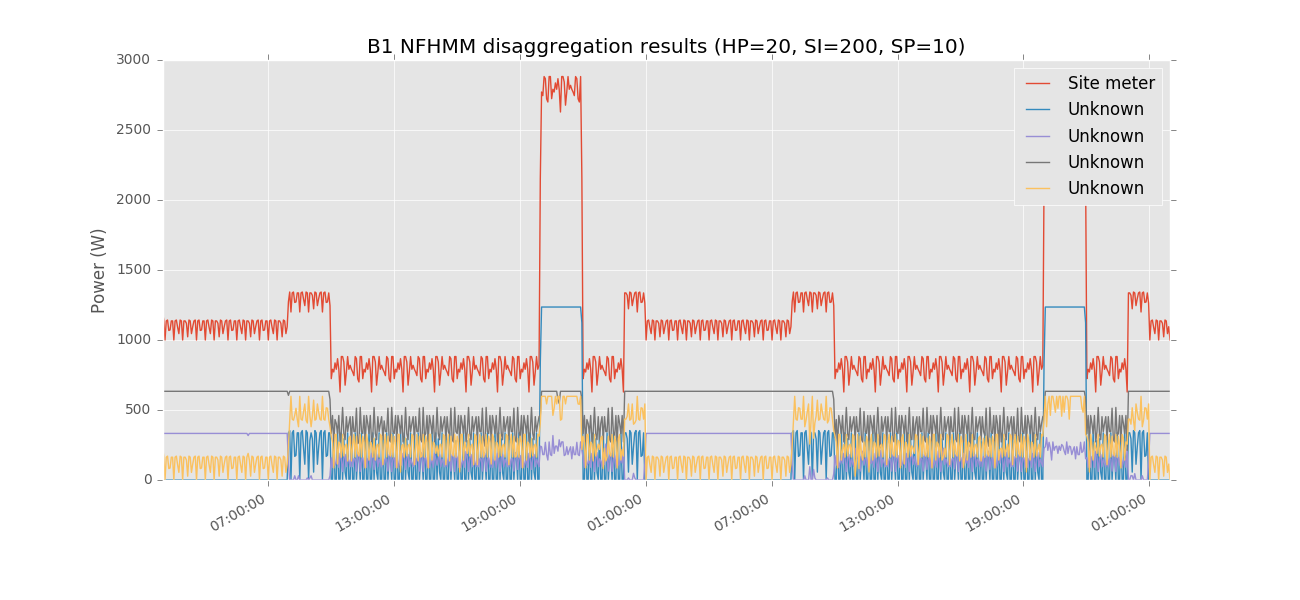 B1 NFHMM disaggregation results (HP=20, SI=200, SP=10)
3000
2500
2000
1500
1000
500
0
Power (W)
Site meter
Unknown
Unknown
Unknown
Unknown
07:00:00
13:00:00
19:00:00
01:00:00
07:00:00
13:00:00
19:00:00
01:00:00